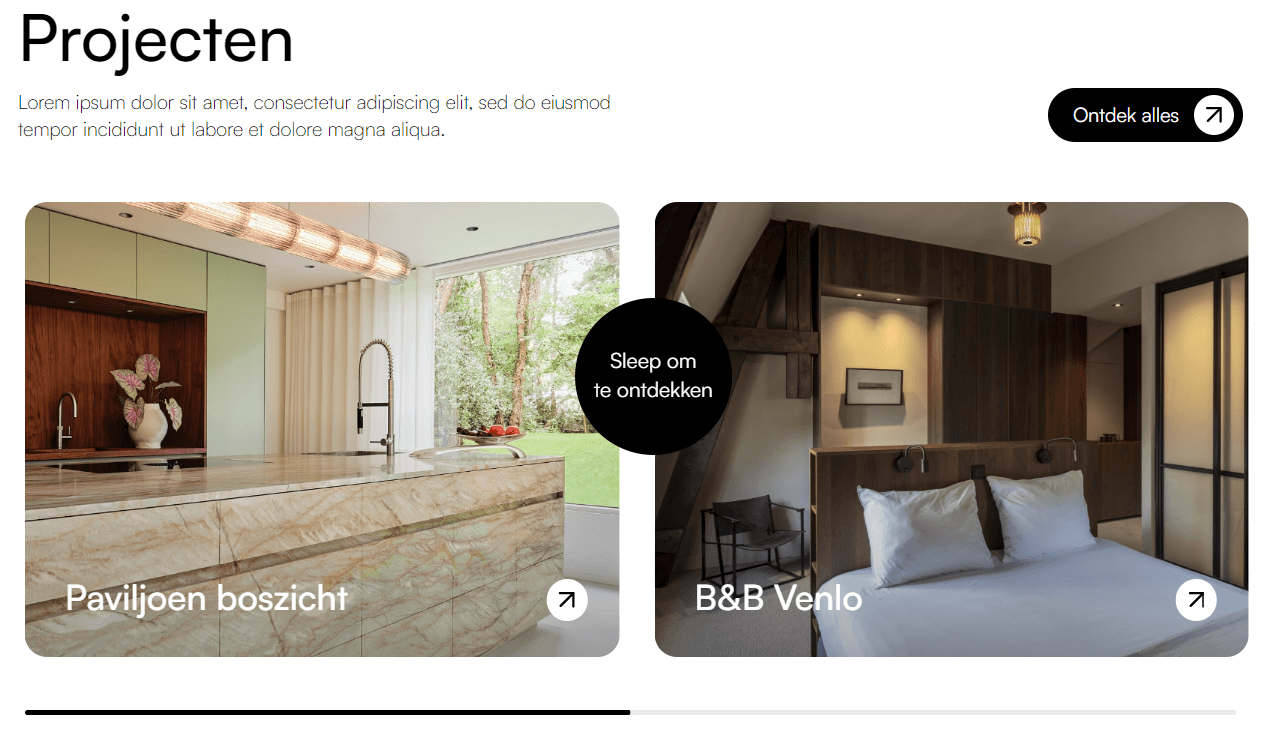 Projecten
Lorem ipsum dolor sit amet, consectetur adipiscing elit, sed do eiusmod
tempor incididunt ut labore et dolore magna aliqua.
Ontdek alles
Sleep om
te ontdekken
Paviljoen boszicht
B&B Venlo